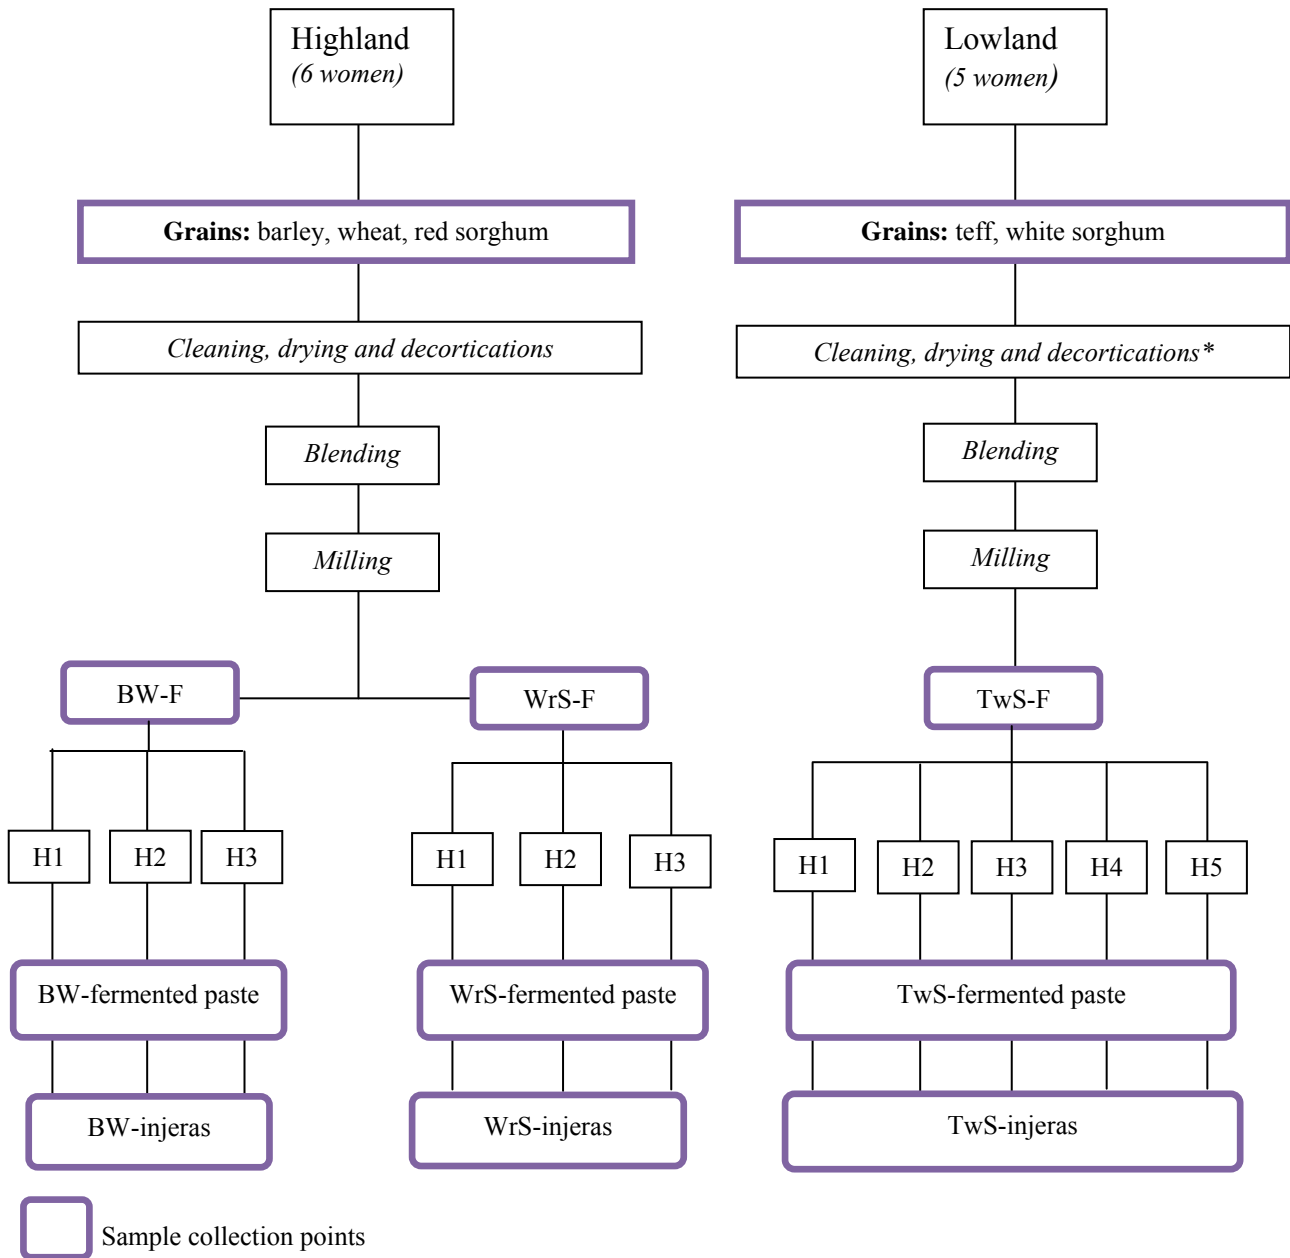 Highland
(6 women)
Lowland
(5 women)
Grains: barley, wheat, red sorghum
Grains: teff, white sorghum
Cleaning, drying and decortications
Cleaning, drying and decortications*
Blending
Blending
Milling
Milling
BW-F
WrS-F
TwS-F
H1
H2
H3
H1
H2
H3
H1
H2
H3
H4
H5
BW-fermented paste
WrS-fermented paste
TwS-fermented paste
BW-injeras
WrS-injeras
TwS-injeras
Sample collection points